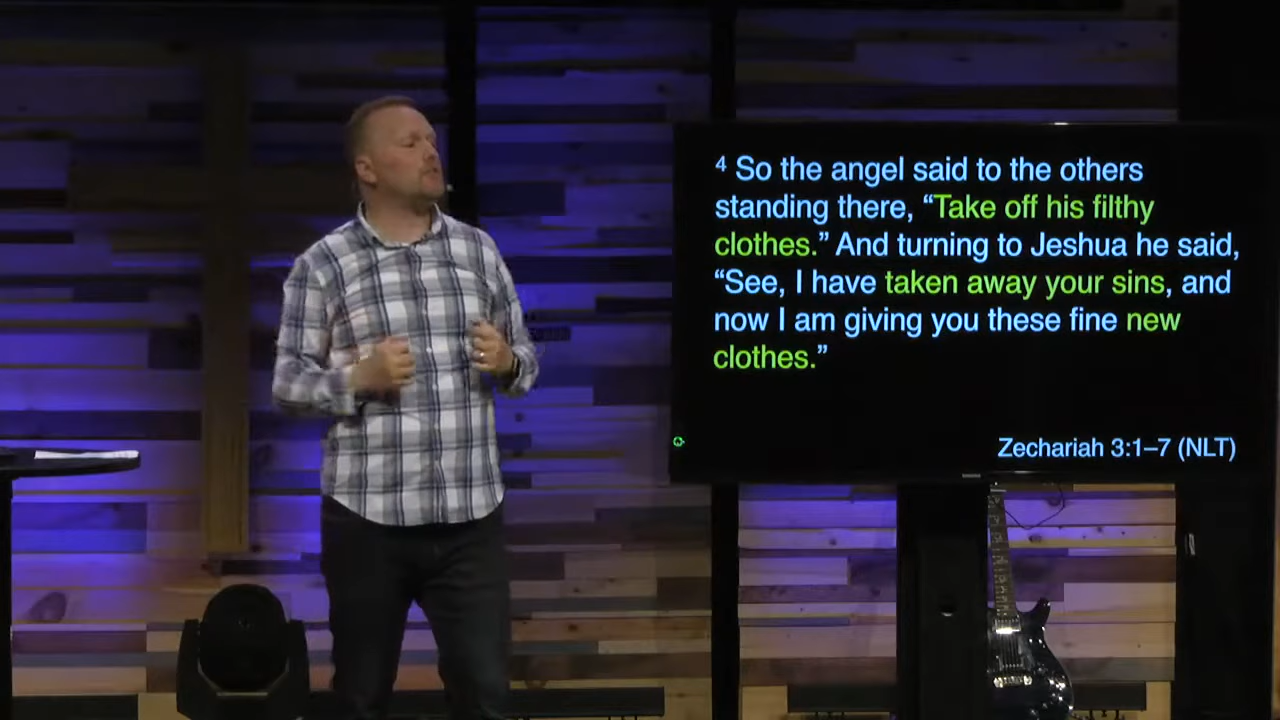 4 So the angel said to the others
standing there, “Take off his filthy
clothes.” And turning to Jeshua he said,
“See, I have taken away your sins, and
now I am giving you these fine new
clothes.”
Zechariah 3:1–7 (NLT)